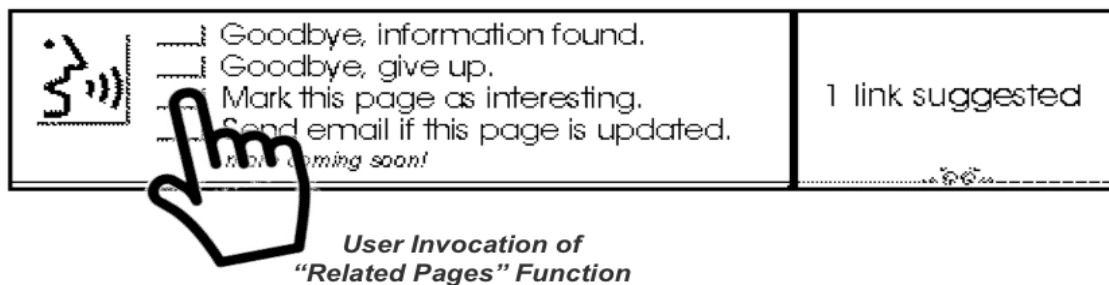 Goodbye, information found.
Goodbye, give up.
Mark this page as interesting.
Send email if this page is updated.
more coming soon!
1 link suggested
User Invocation of
“Related Pages” Function